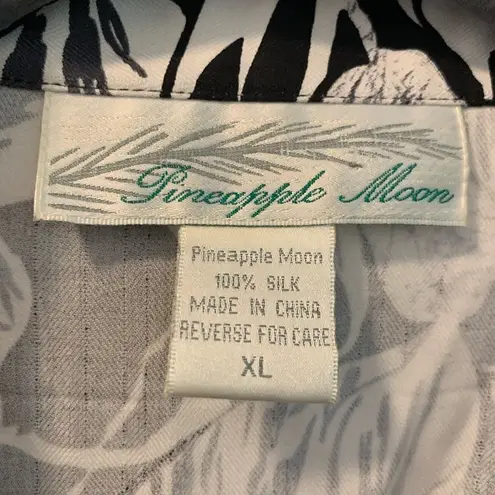 Pineapple Moon
Pineapple Moon
100% SILK
MADE IN CHINA
REVERSE FOR CARE
XL